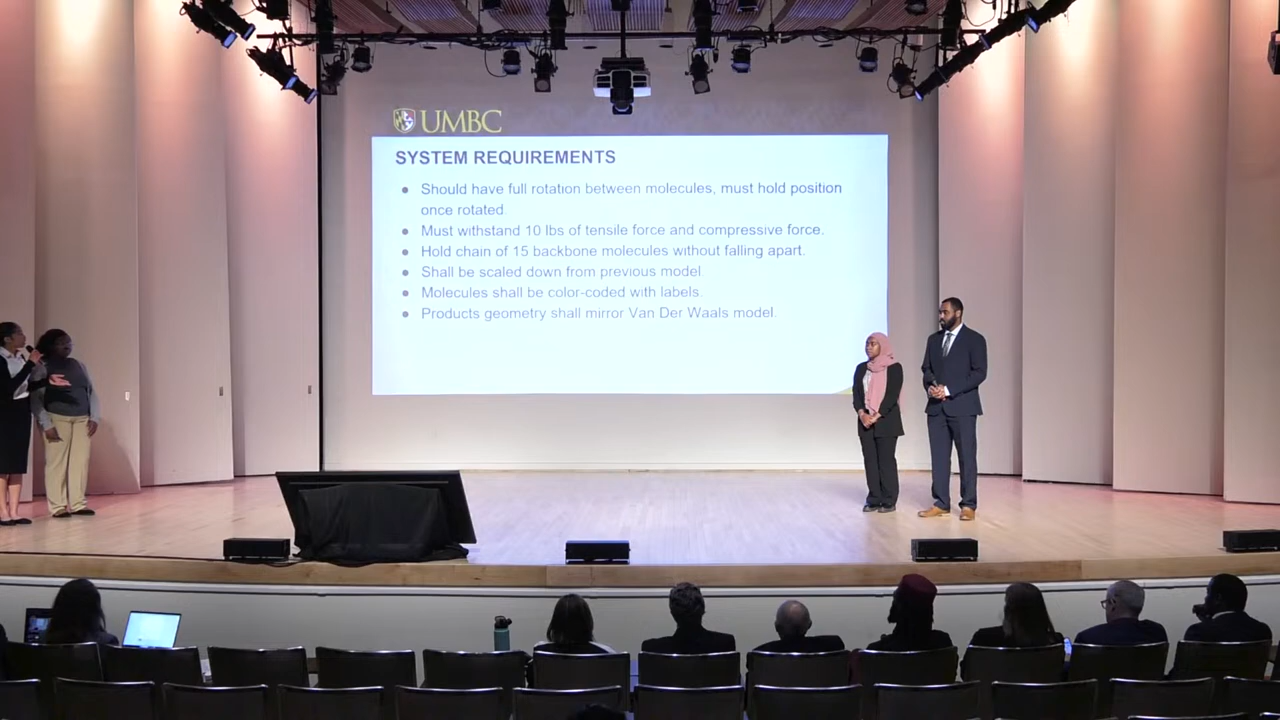 UMBC
SYSTEM REQUIREMENTS
● Should have full rotation between molecules, must hold position
once rotated.
● Must withstand 10 lbs of tensile force and compressive force.
● Hold chain of 15 backbone molecules without falling apart.
● Shall be scaled down from previous model
● Molecules shall be color-coded with labels.
● Products geometry shall mirror Van Der Waals model.